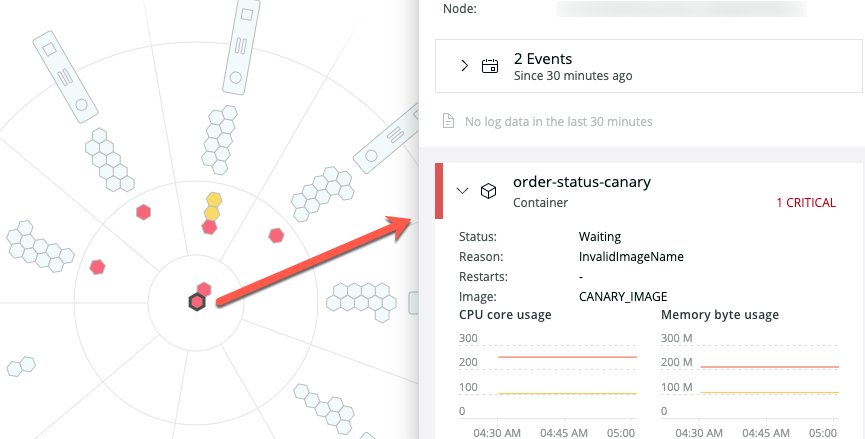 Node:
2 Events
Since 30 minutes ago
No log data in the last 30 minutes
order-status-canary
Container
1 CRITICAL
Status: Waiting
Reason: InvalidImageName
Restarts: -
Image: CANARY_IMAGE
CPU core usage
300
200
100
0
04:30 AM 04:45 AM 05:00
Memory byte usage
300 M
200 M
100 M
0
04:30 AM 04:45 AM 05:00